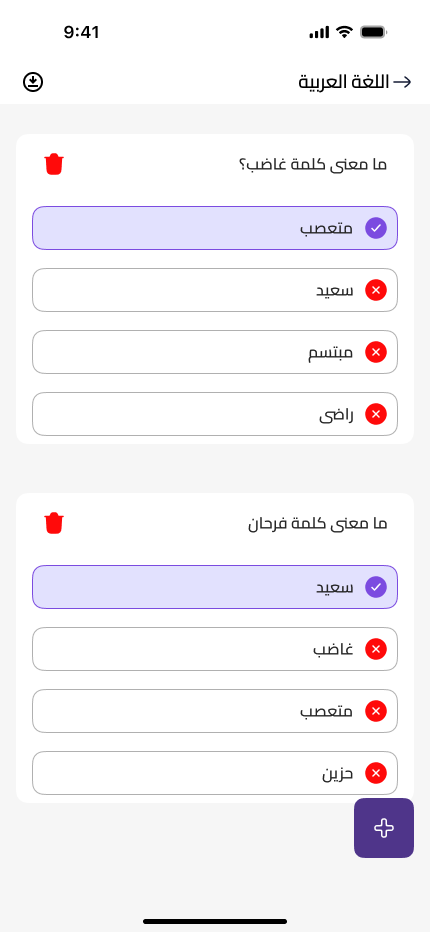 9:41
اللغة العربية
ما معنى كلمة غاضب؟
متعصب
سعيد
مبتسم
راضى
ما معنى كلمة فرحان
سعيد
غاضب
متعصب
حزين